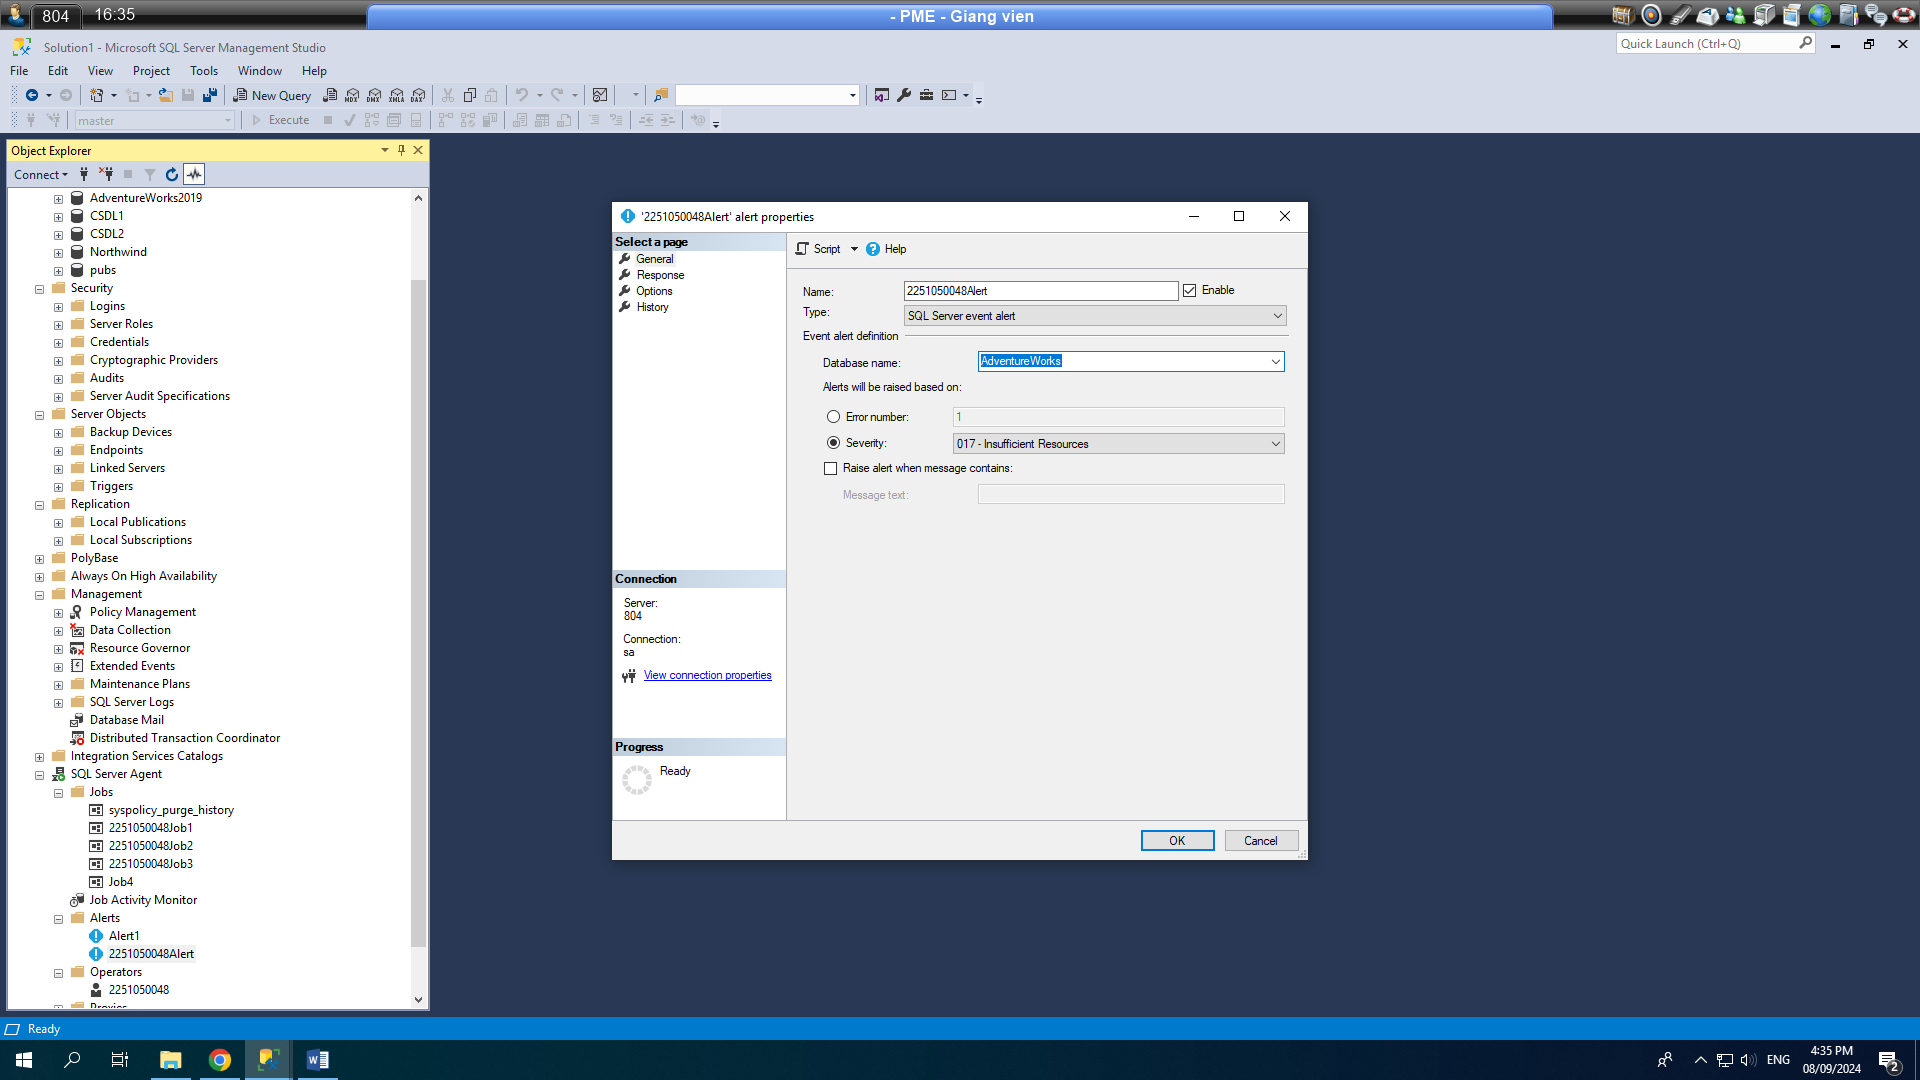 804
16:35
- PME - Giang vien
Solution1 - Microsoft SQL Server Management Studio
Quick Launch (Ctrl+Q)
File Edit View Project Tools Window Help
New Query
MDX DMX XMLA DAX
master
Execute
Object Explorer
Connect
AdventureWorks2019
CSDL1
CSDL2
Northwind
pubs
Security
Logins
Server Roles
Credentials
Cryptographic Providers
Audits
Server Audit Specifications
Server Objects
Backup Devices
Endpoints
Linked Servers
Triggers
Replication
Local Publications
Local Subscriptions
PolyBase
Always On High Availability
Management
Policy Management
Data Collection
Resource Governor
Extended Events
Maintenance Plans
SQL Server Logs
Database Mail
Distributed Transaction Coordinator
Integration Services Catalogs
SQL Server Agent
Jobs
syspolicy_purge_history
2251050048Job1
2251050048Job2
2251050048Job3
Job4
Job Activity Monitor
Alerts
Alert1
2251050048Alert
Operators
2251050048
Proxies
'2251050048Alert' alert properties
Select a page
General
Response
Options
History
Connection
Server:
804
Connection:
sa
View connection properties
Progress
Ready
Script
Help
Name: 2251050048Alert Enable
Type: SQL Server event alert
Event alert definition
Database name: AdventureWorks
Alerts will be raised based on:
Error number: 1
Severity: 017 - Insufficient Resources
Raise alert when message contains:
Message text:
OK Cancel
Ready
ENG
4:35 PM
08/09/2024
2